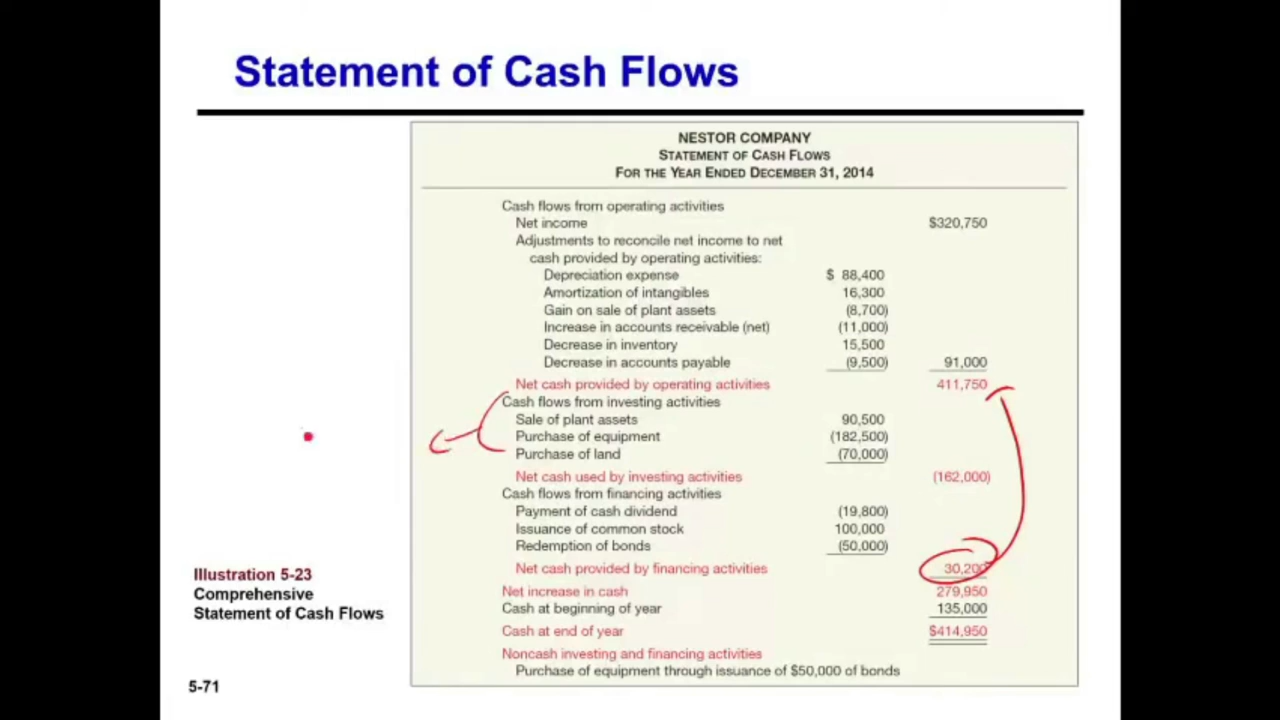 Statement of Cash Flows
NESTOR COMPANY
STATEMENT OF CASH FLOWS
FOR THE YEAR ENDED DECEMBER 31, 2014
Cash flows from operating activities
Net income $320,750
Adjustments to reconcile net income to net
cash provided by operating activities:
Depreciation expense $ 88,400
Amortization of intangibles 16,300
Gain on sale of plant assets (8,700)
Increase in accounts receivable (net) (11,000)
Decrease in inventory 15,500
Decrease in accounts payable (9,500) 91,000
Net cash provided by operating activities 411,750
Cash flows from investing activities
Sale of plant assets 90,500
Purchase of equipment (182,500)
Purchase of land (70,000)
Net cash used by investing activities (162,000)
Cash flows from financing activities
Payment of cash dividend (19,800)
Issuance of common stock 100,000
Redemption of bonds (50,000)
Net cash provided by financing activities 30,200
Net increase in cash 279,950
Cash at beginning of year 135,000
Cash at end of year $414,950
Noncash investing and financing activities
Purchase of equipment through issuance of $50,000 of bonds
Illustration 5-23
Comprehensive
Statement of Cash Flows
5-71